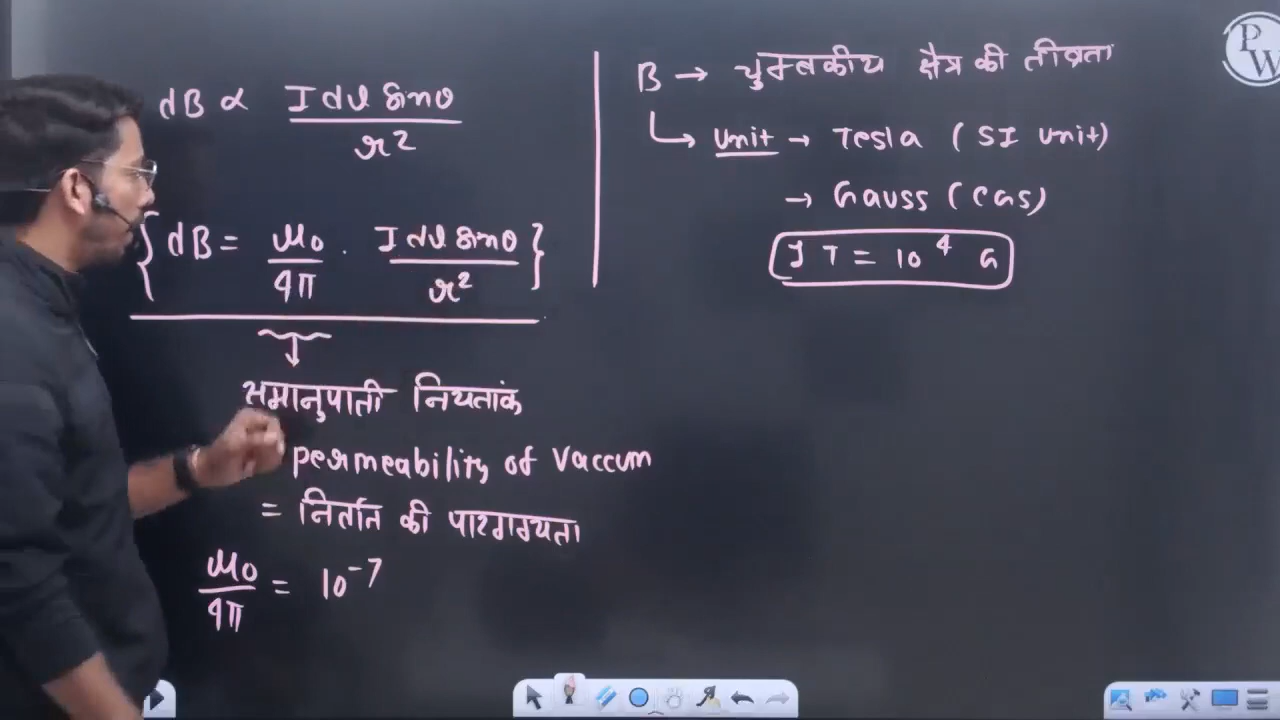 dB ∝ I dl sinθ / r²
{ dB = μ₀ / 4π · I dl sinθ / r² }
समानुपाती नियतांक
permeability of vaccum
= निर्वात की पारगम्यता
μ₀ / 4π = 10⁻⁷
B → चुम्बकीय क्षेत्र की तीव्रता
unit → Tesla (SI unit)
→ Gauss (CGS)
1 T = 10⁴ G
PW